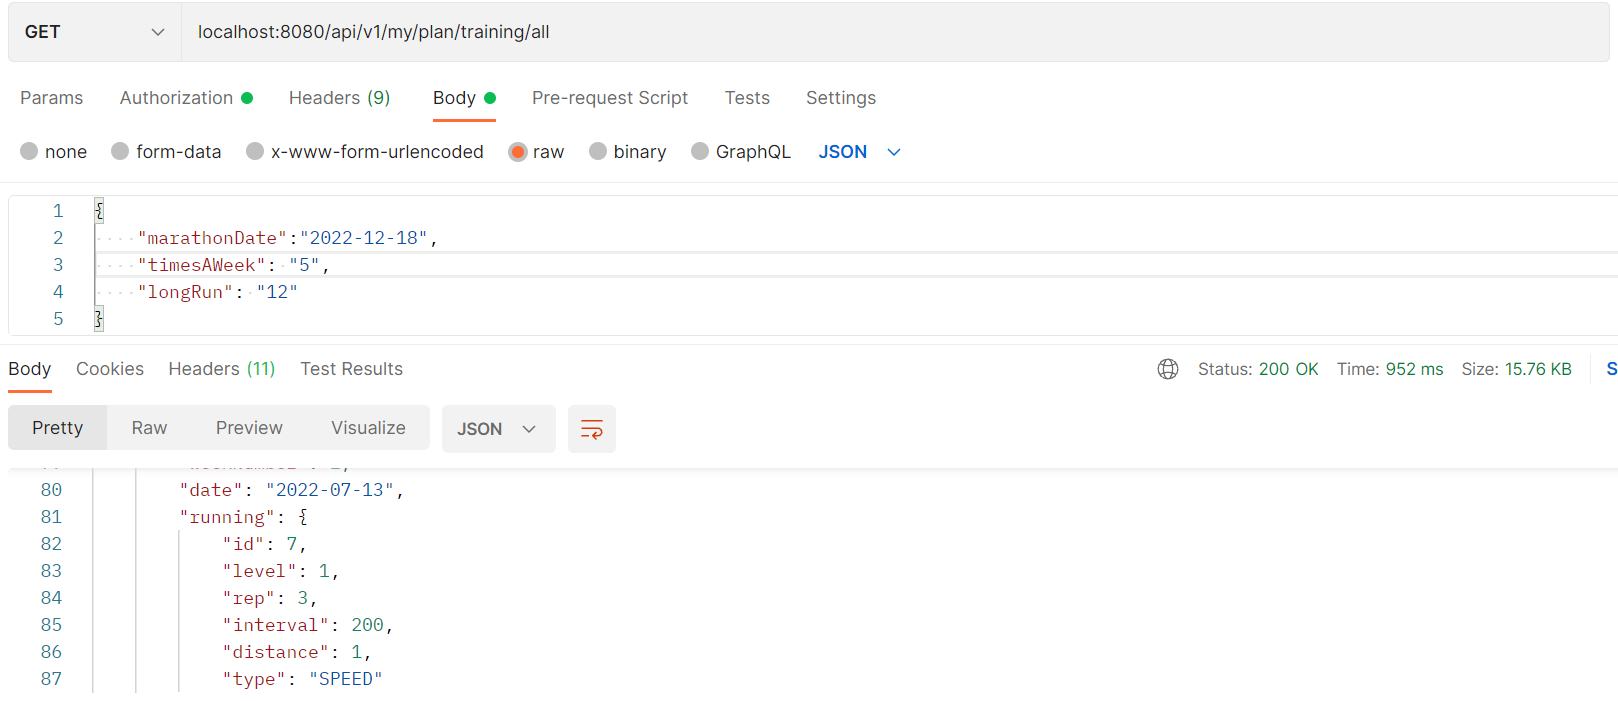 GET localhost:8080/api/v1/my/plan/training/all
Params Authorization Headers (9) Body Pre-request Script Tests Settings
none form-data x-www-form-urlencoded raw binary GraphQL JSON
1 {
2 "marathonDate":"2022-12-18",
3 "timesAWeek": "5",
4 "longRun": "12"
5 }
Body Cookies Headers (11) Test Results Status: 200 OK Time: 952 ms Size: 15.76 KB S
Pretty Raw Preview Visualize JSON
80 "date": "2022-07-13",
81 "running": {
82 "id": 7,
83 "level": 1,
84 "rep": 3,
85 "interval": 200,
86 "distance": 1,
87 "type": "SPEED"